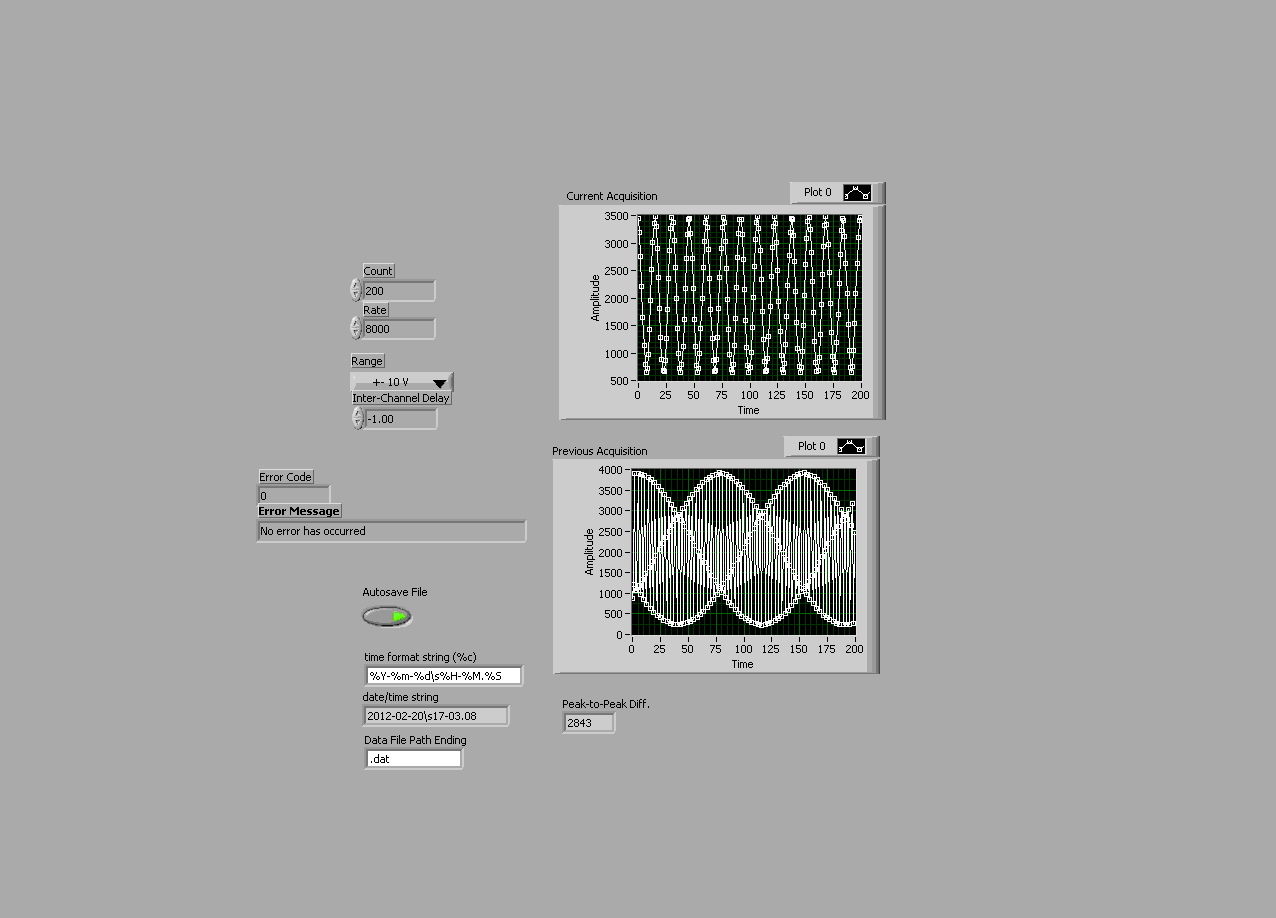 Count
200
Rate
8000
Range
+- 10 V
Inter-Channel Delay
-1.00
Error Code
0
Error Message
No error has occurred
Autosave File
time format string (%c)
%Y-%m-%d\s%H-%M.%S
date/time string
2012-02-20\s17-03.08
Data File Path Ending
.dat
Current Acquisition
Plot 0
Amplitude
3500
3000
2500
2000
1500
1000
500
0 25 50 75 100 125 150 175 200
Time
Previous Acquisition
Plot 0
Amplitude
4000
3500
3000
2500
2000
1500
1000
500
0
0 25 50 75 100 125 150 175 200
Time
Peak-to-Peak Diff.
2843